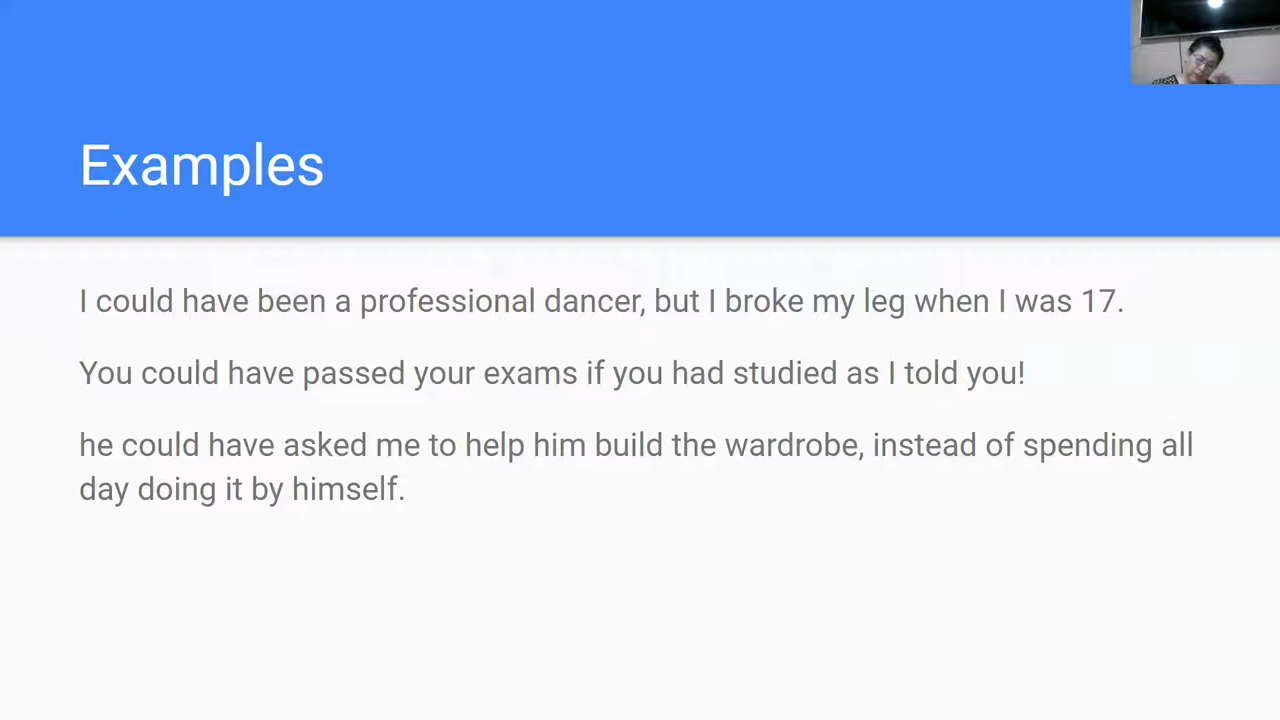 Examples
I could have been a professional dancer, but I broke my leg when I was 17.
You could have passed your exams if you had studied as I told you!
he could have asked me to help him build the wardrobe, instead of spending all
day doing it by himself.